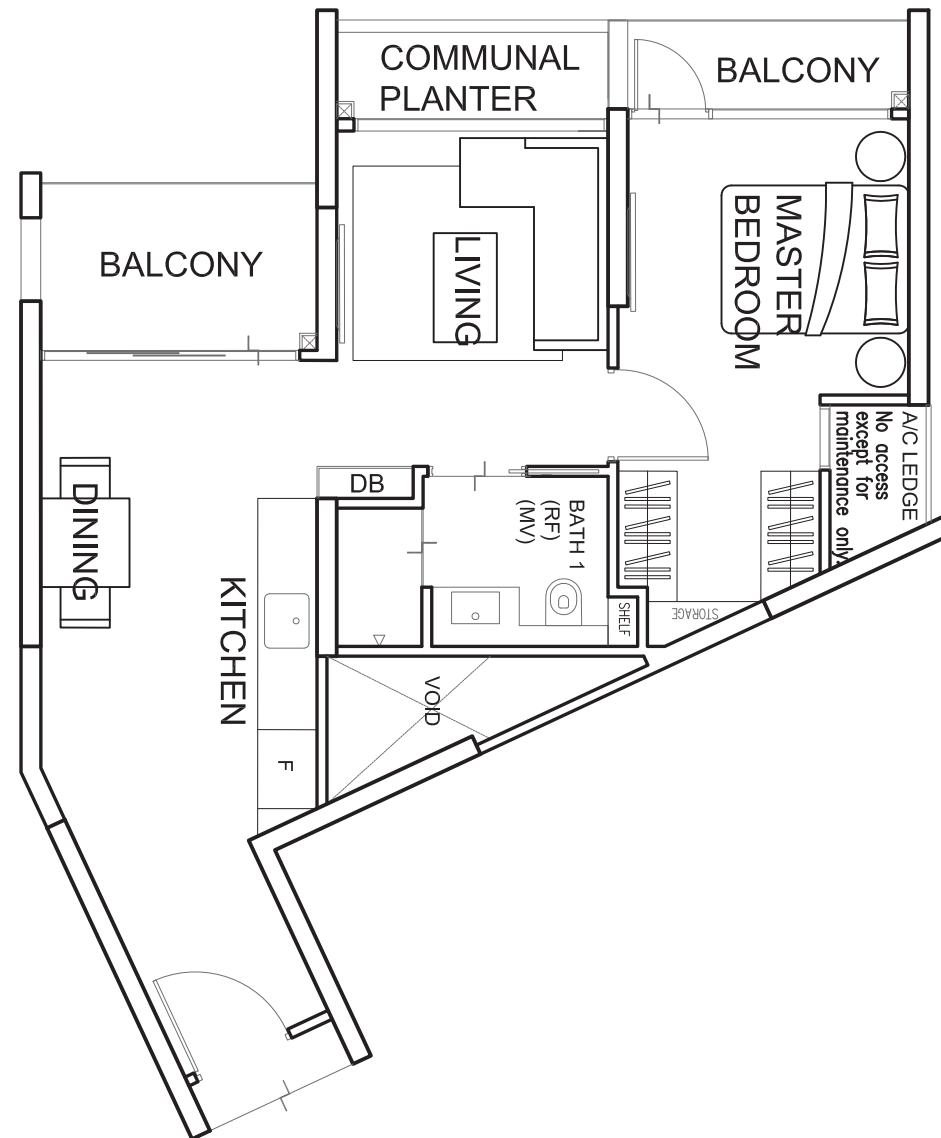 COMMUNAL
PLANTER
BALCONY
BALCONY
LIVING
MASTER
BEDROOM
A/C LEDGE
No access
except for
maintenance only.
DB
BATH 1
(RF)
(MV)
DINING
KITCHEN
SHELF
STORAGE
VOID
F